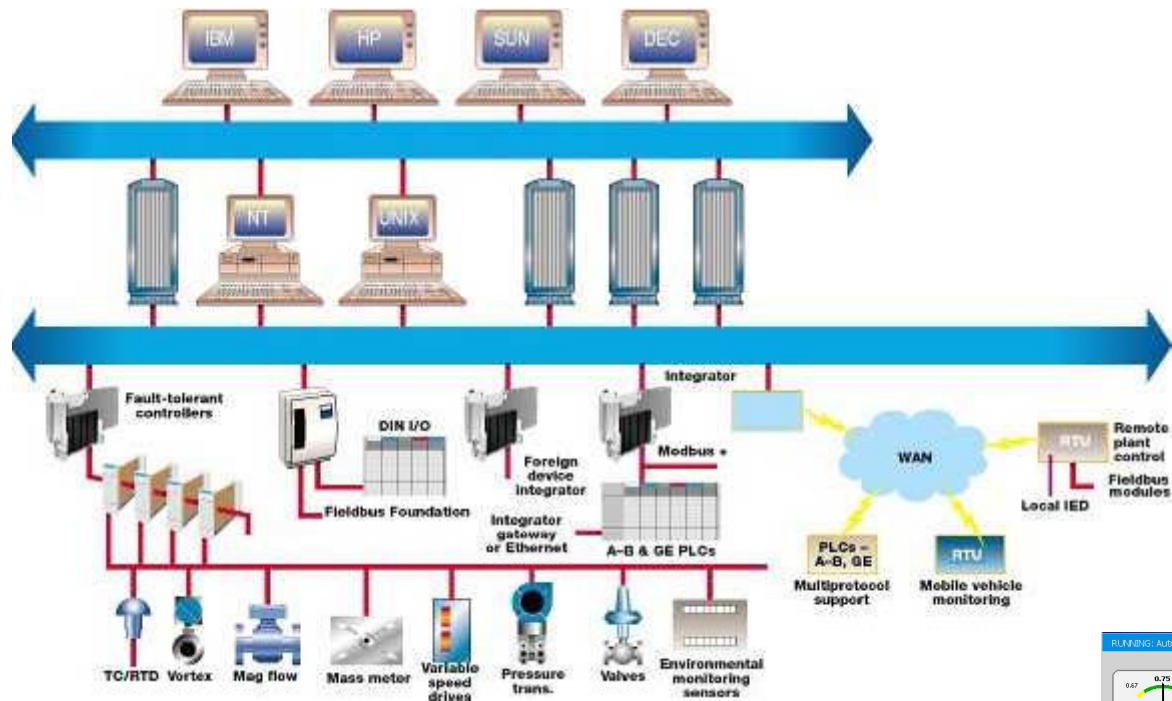 IBM
HP
SUN
DEC
NT
UNIX
Integrator
Fault-tolerant
controllers
DIN I/O
Fieldbus Foundation
Foreign
device
integrator
Modbus +
Integrator
gateway
or Ethernet
A-B & GE PLCs
WAN
RTU
Remote
plant
control
Fieldbus
modules
Local IED
PLCs –
A-B, GE
Multiprotocol
support
RTU
Mobile vehicle
monitoring
TC/RTD
Vortex
Mag flow
Mass meter
Variable
speed
drives
Pressure
trans.
Valves
Environmental
monitoring
sensors
RUNNING: Aut
0.67
0.75